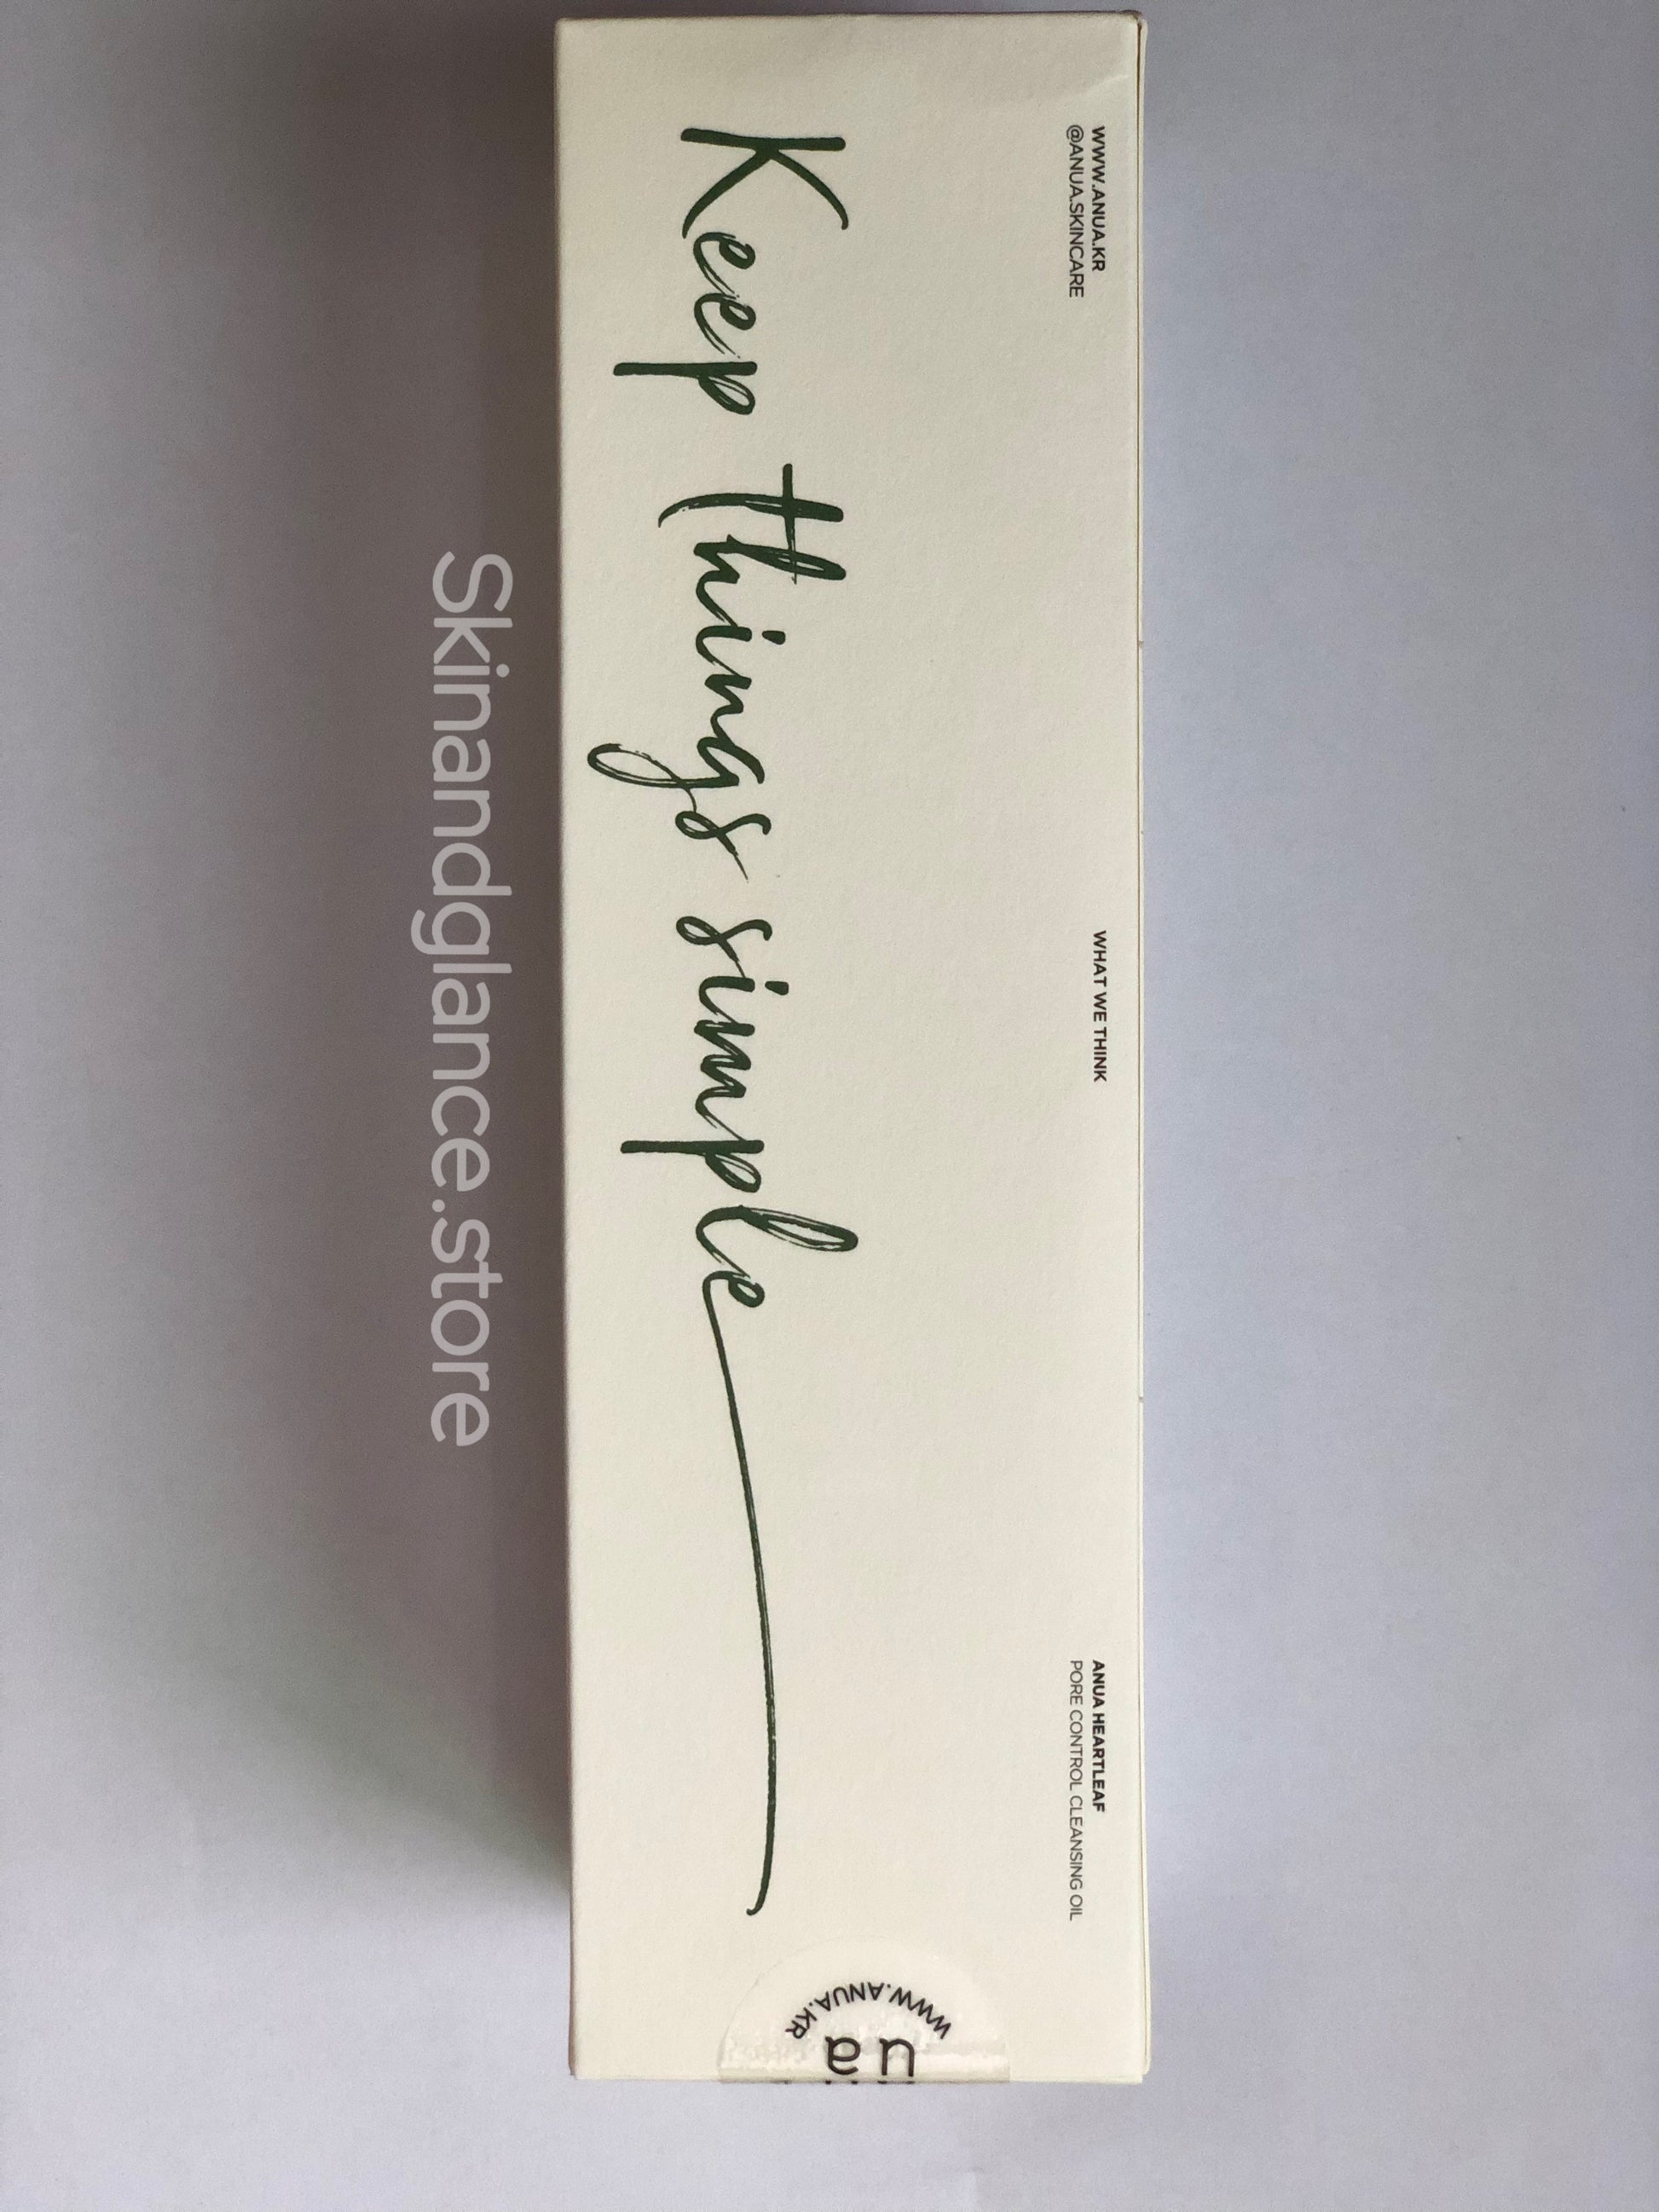 WWW.ANUA.KR
@ANUA.SKINCARE
WHAT WE THINK
ANUA HEARTLEAF
PORE CONTROL CLEANSING OIL
Keep things simple
WWW.ANUA.KR
ua
Skinandglance.store